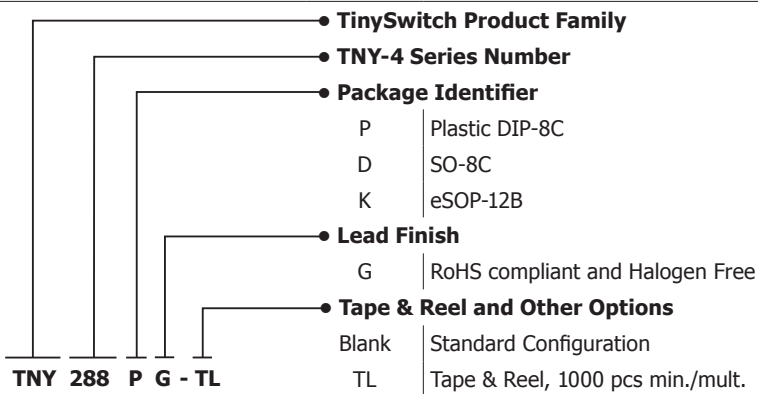 TinySwitch Product Family
TNY-4 Series Number
Package Identifier
P Plastic DIP-8C
D SO-8C
K eSOP-12B
Lead Finish
G RoHS compliant and Halogen Free
Tape & Reel and Other Options
Blank Standard Configuration
TL Tape & Reel, 1000 pcs min./mult.
TNY 288 P G - TL